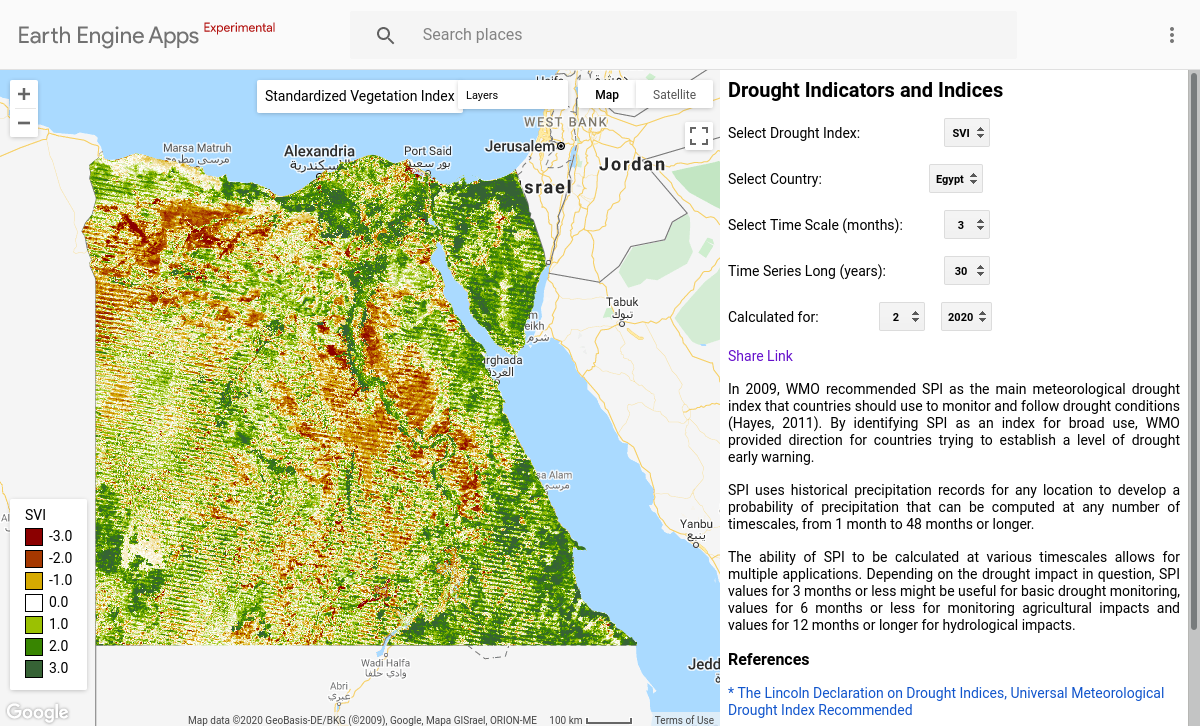 Earth Engine Apps Experimental
Search places
Standardized Vegetation Index
Layers
Map
Satellite
WEST BANK
Marsa Matruh
مرسى مطروح
Alexandria
Port Said
بور سعيد
Jerusalem
Jordan
srael
Tabuk
تبوك
شرم
rghada
sa Alam
Yanbu
ينبع
Jedd
Wadi Halfa
وادي حلفا
Abri
عبري
SVI
-3.0
-2.0
-1.0
0.0
1.0
2.0
3.0
Google
Map data ©2020 GeoBasis-DE/BKG (©2009), Google, Mapa GISrael, ORION-ME
100 km
Terms of Use
Drought Indicators and Indices
Select Drought Index:
SVI
Select Country:
Egypt
Select Time Scale (months):
3
Time Series Long (years):
30
Calculated for:
2
2020
Share Link
In 2009, WMO recommended SPI as the main meteorological drought
index that countries should use to monitor and follow drought conditions
(Hayes, 2011). By identifying SPI as an index for broad use, WMO
provided direction for countries trying to establish a level of drought
early warning.
SPI uses historical precipitation records for any location to develop a
probability of precipitation that can be computed at any number of
timescales, from 1 month to 48 months or longer.
The ability of SPI to be calculated at various timescales allows for
multiple applications. Depending on the drought impact in question, SPI
values for 3 months or less might be useful for basic drought monitoring,
values for 6 months or less for monitoring agricultural impacts and
values for 12 months or longer for hydrological impacts.
References
* The Lincoln Declaration on Drought Indices, Universal Meteorological
Drought Index Recommended